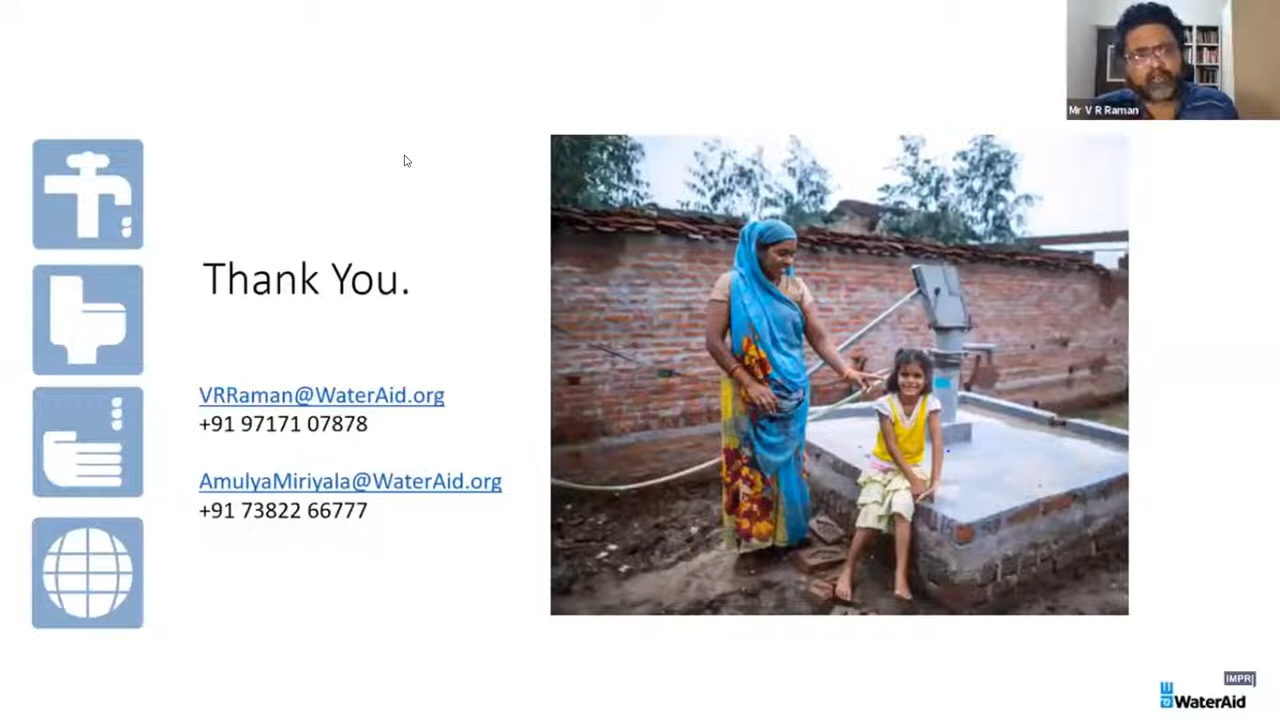 Mr V R Raman
Thank You.
VRRaman@WaterAid.org
+91 97171 07878
AmulyaMiriyala@WaterAid.org
+91 73822 66777
IMPRI
WaterAid